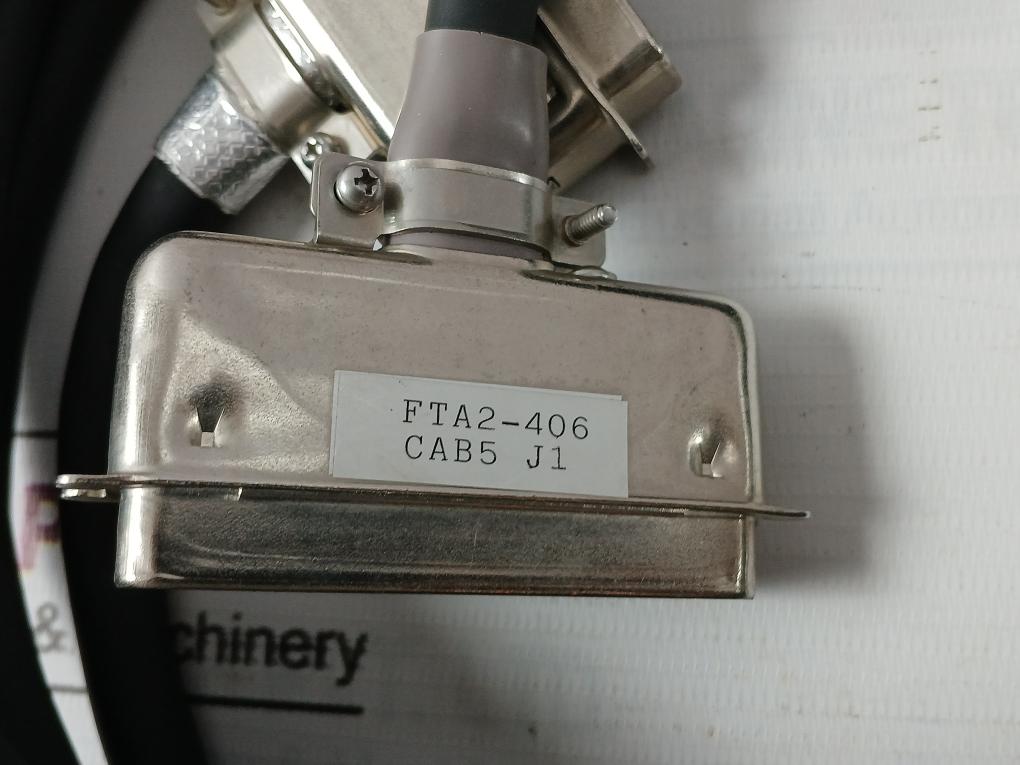 FTA2-406
CAB5 J1
&
chinery